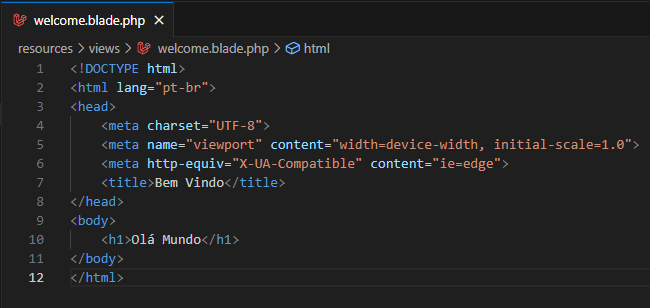 welcome.blade.php
resources > views > welcome.blade.php > html
1 <!DOCTYPE html>
2 <html lang="pt-br">
3 <head>
4     <meta charset="UTF-8">
5     <meta name="viewport" content="width=device-width, initial-scale=1.0">
6     <meta http-equiv="X-UA-Compatible" content="ie=edge">
7     <title>Bem Vindo</title>
8 </head>
9 <body>
10     <h1>Olá Mundo</h1>
11 </body>
12 </html>